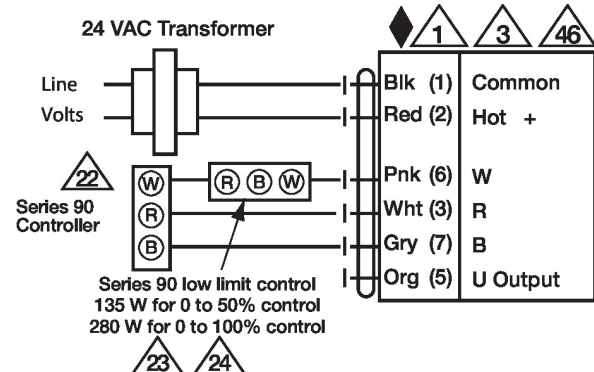 24 VAC Transformer
1 3 46
Line
Volts
Blk (1) Common
Red (2) Hot +
22
Series 90
Controller
W
R
B
R B W
Pnk (6) W
Wht (3) R
Gry (7) B
Org (5) U Output
Series 90 low limit control
135 W for 0 to 50% control
280 W for 0 to 100% control
23 24